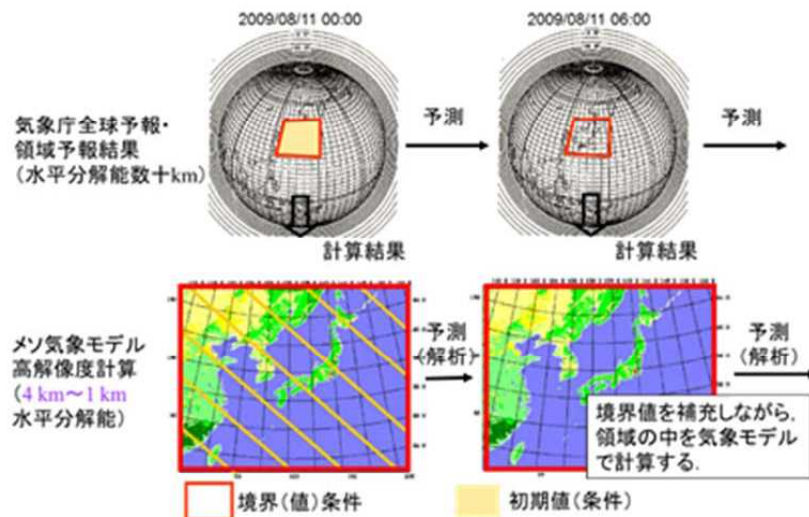 2009/08/11 00:00
2009/08/11 06:00
気象庁全球予報・
領域予報結果
（水平分解能数十km）
予測
予測
計算結果
計算結果
メソ気象モデル
高解像度計算
（4 km～1 km
水平分解能）
予測
（解析）
予測
（解析）
境界値を補充しながら，
領域の中を気象モデル
で計算する．
境界（値）条件
初期値（条件）